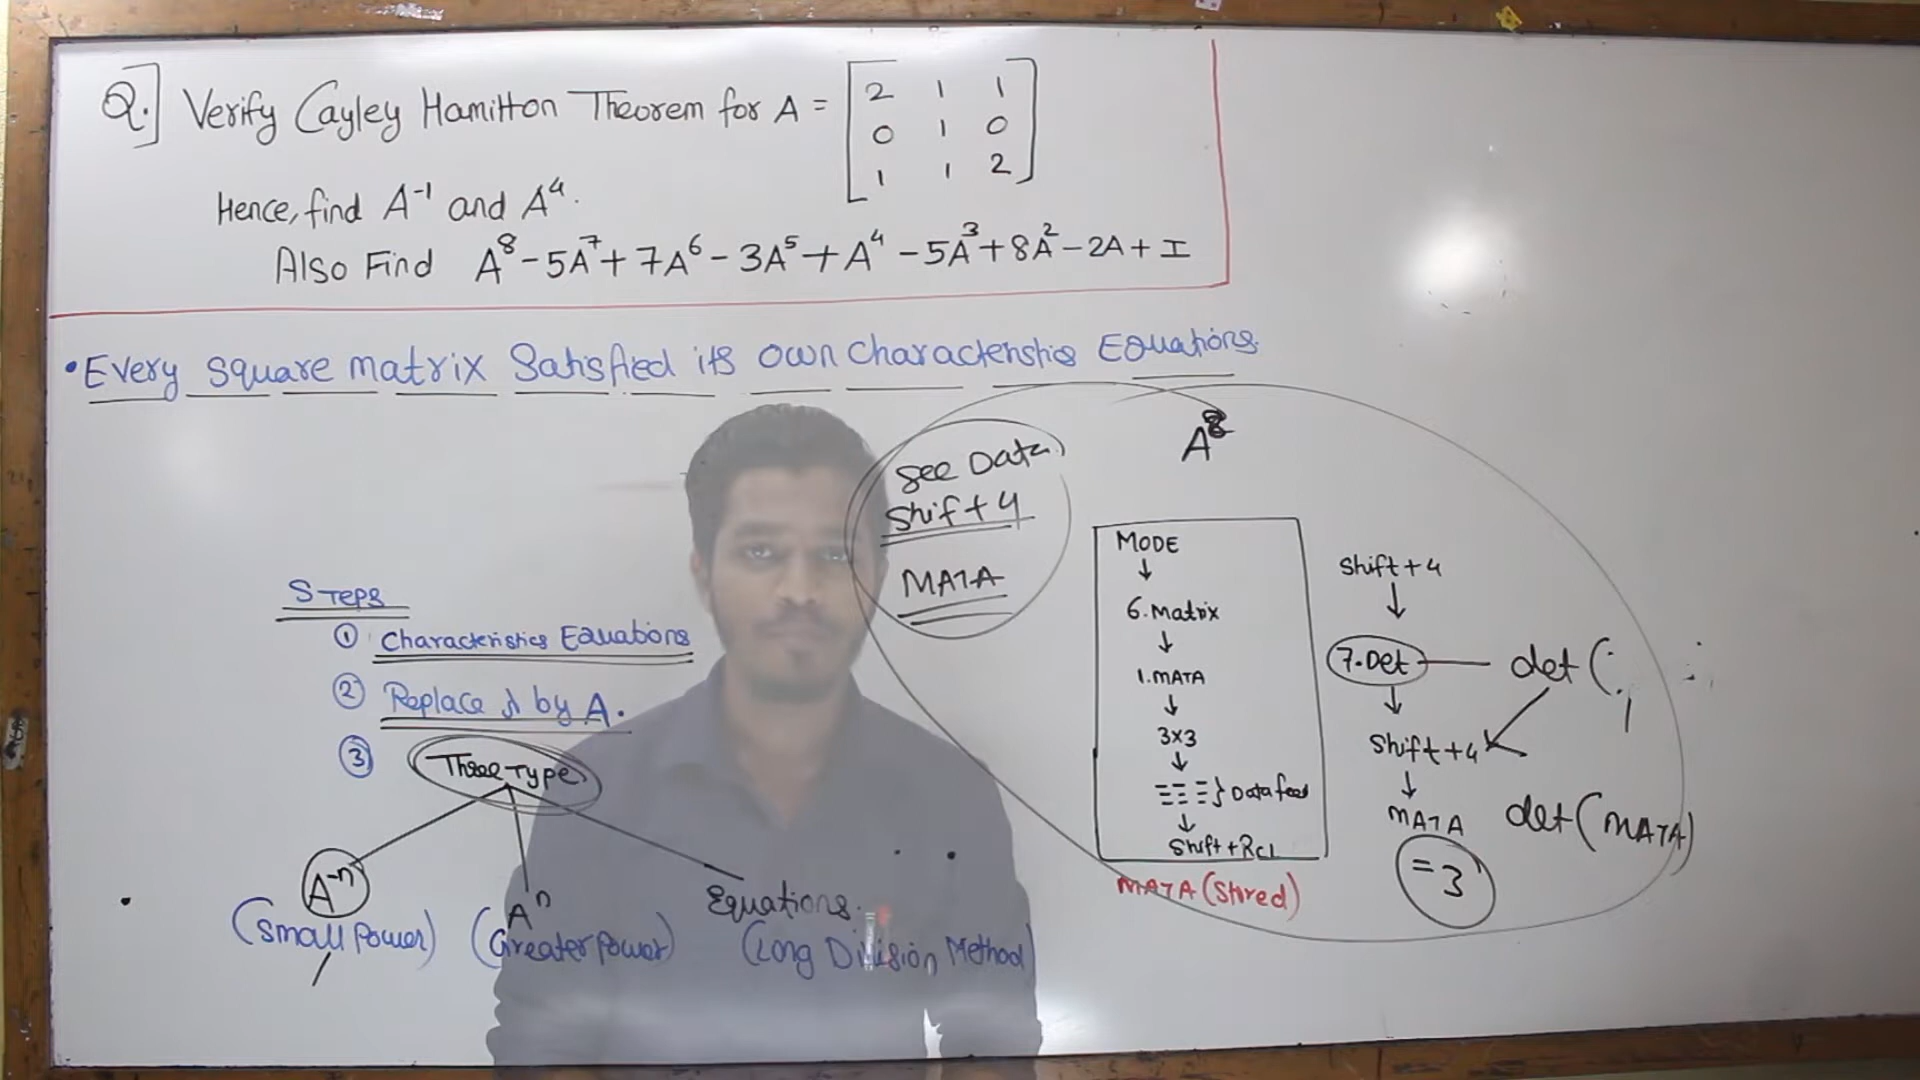 Q.] Verify Cayley Hamilton Theorem for A = [2 1 1
0 1 0
1 1 2]
Hence, find A⁻¹ and A⁴.
Also Find A⁸ - 5A⁷ + 7A⁶ - 3A⁵ + A⁴ - 5A³ + 8A² - 2A + I
• Every square matrix Satisfied its own Characterstics Equations.
A⁸
See Data
Shift + 4
MATA
Steps
① Characteristics Equations
② Replace λ by A.
③ Three Type
A⁻ⁿ
(Small Power)
Aⁿ
(Greater Power)
Equations.
(Long Division Method)
MODE
↓
6. Matrix
↓
1. MATA
↓
3x3
↓
} Data feed
↓
Shift + RCL
MATA (Stored)
Shift + 4
↓
7. Det — det (
↓
Shift + 4
↓
MATA
det (MATA)
= 3